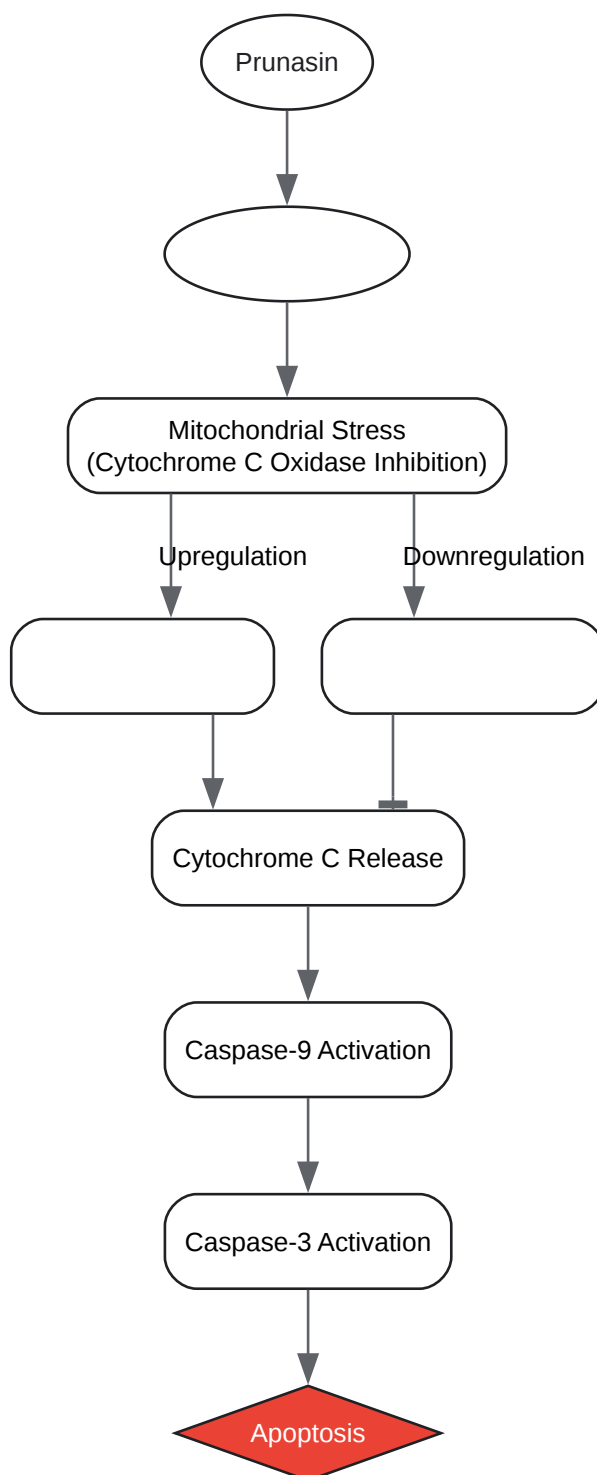 Prunasin
Mitochondrial Stress
(Cytochrome C Oxidase Inhibition)
Upregulation
Downregulation
Cytochrome C Release
Caspase-9 Activation
Caspase-3 Activation
Apoptosis